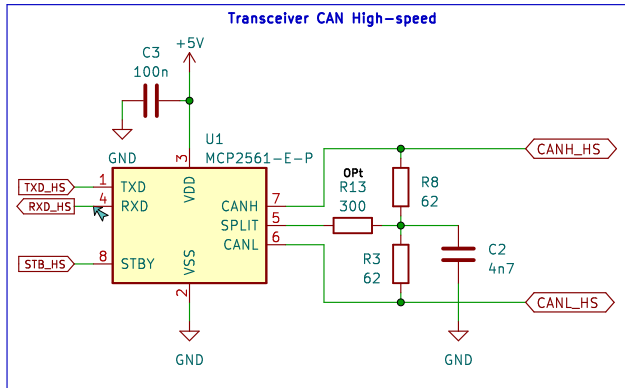 Transceiver CAN High-speed
+5V
C3
100n
GND
U1
MCP2561-E-P
3
VDD
TXD_HS
1
TXD
RXD_HS
4
RXD
STB_HS
8
STBY
CANH
7
SPLIT
5
CANL
6
VSS
2
GND
OPt
R13
300
R8
62
R3
62
C2
4n7
GND
CANH_HS
CANL_HS